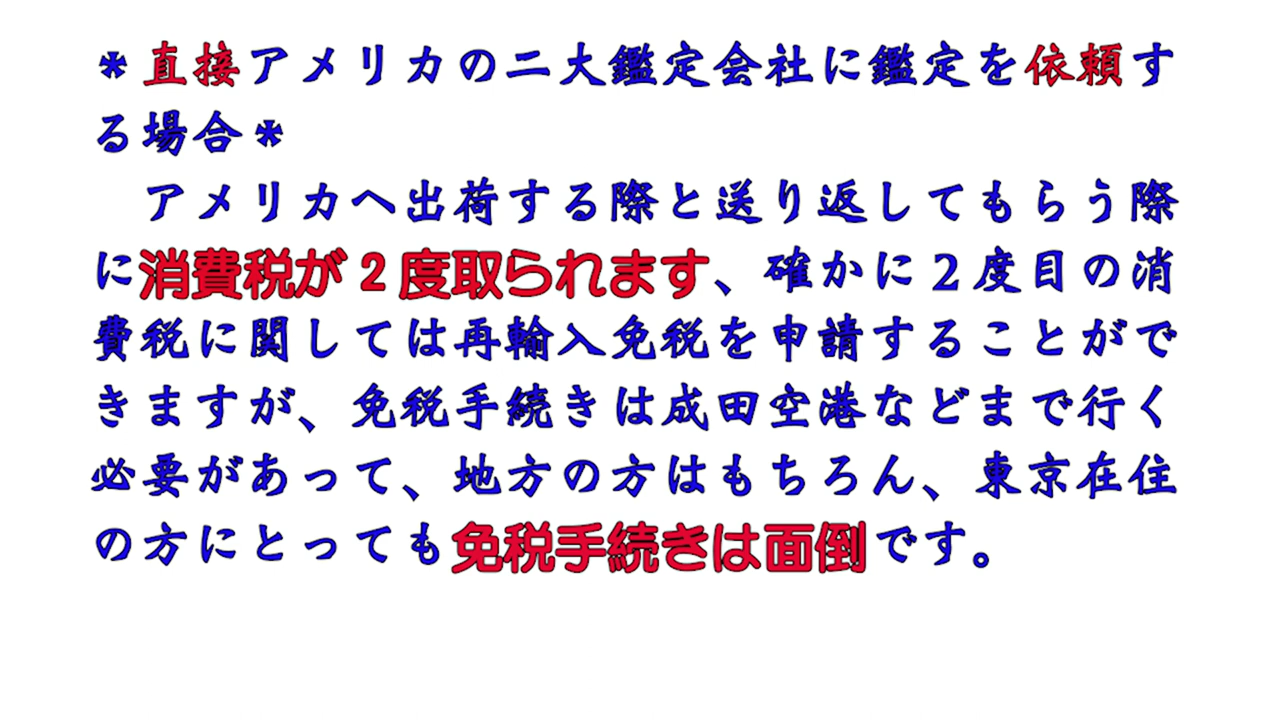 *直接アメリカの二大鑑定会社に鑑定を依頼す
る場合*
　アメリカへ出荷する際と送り返してもらう際
に消費税が２度取られます、確かに２度目の消
費税に関しては再輸入免税を申請することがで
きますが、免税手続きは成田空港などまで行く
必要があって、地方の方はもちろん、東京在住
の方にとっても免税手続きは面倒です。